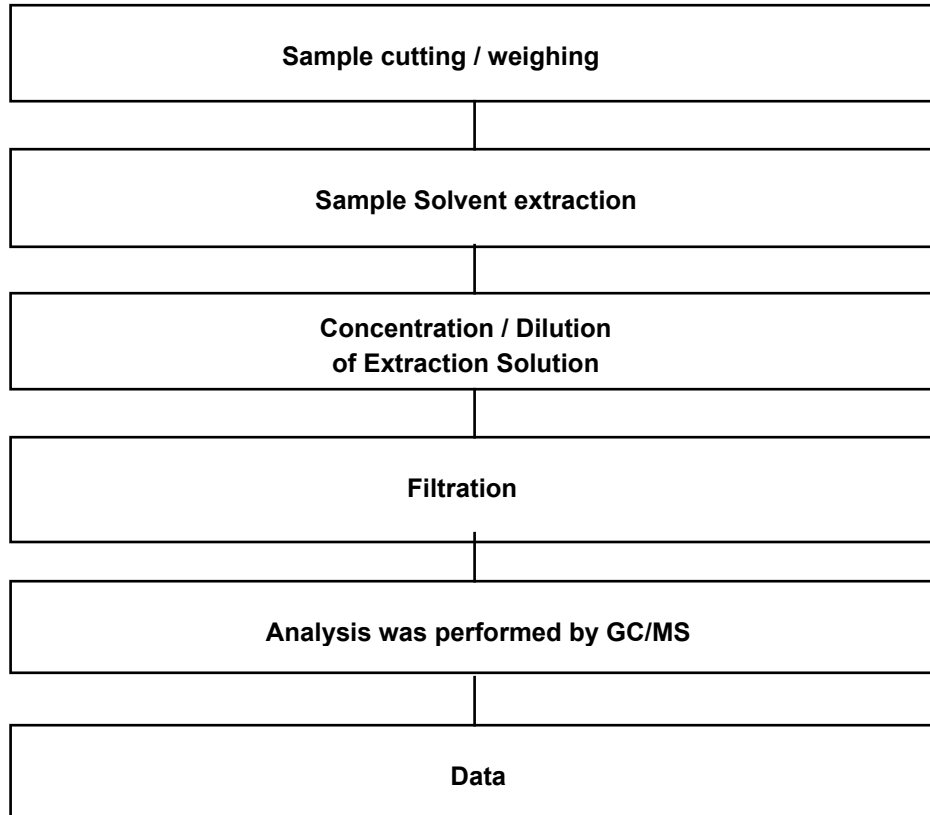 Sample cutting / weighing
Sample Solvent extraction
Concentration / Dilution
of Extraction Solution
Filtration
Analysis was performed by GC/MS
Data